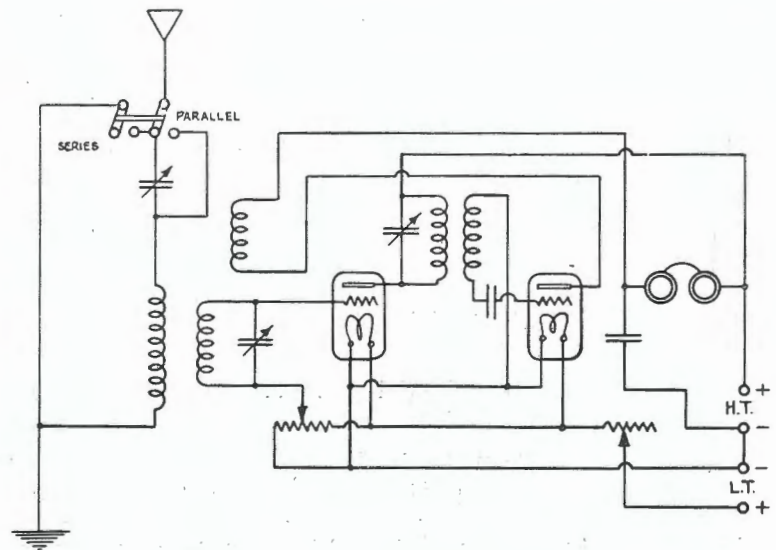 PARALLEL
SERIES
+
H.T.
−
−
L.T.
+